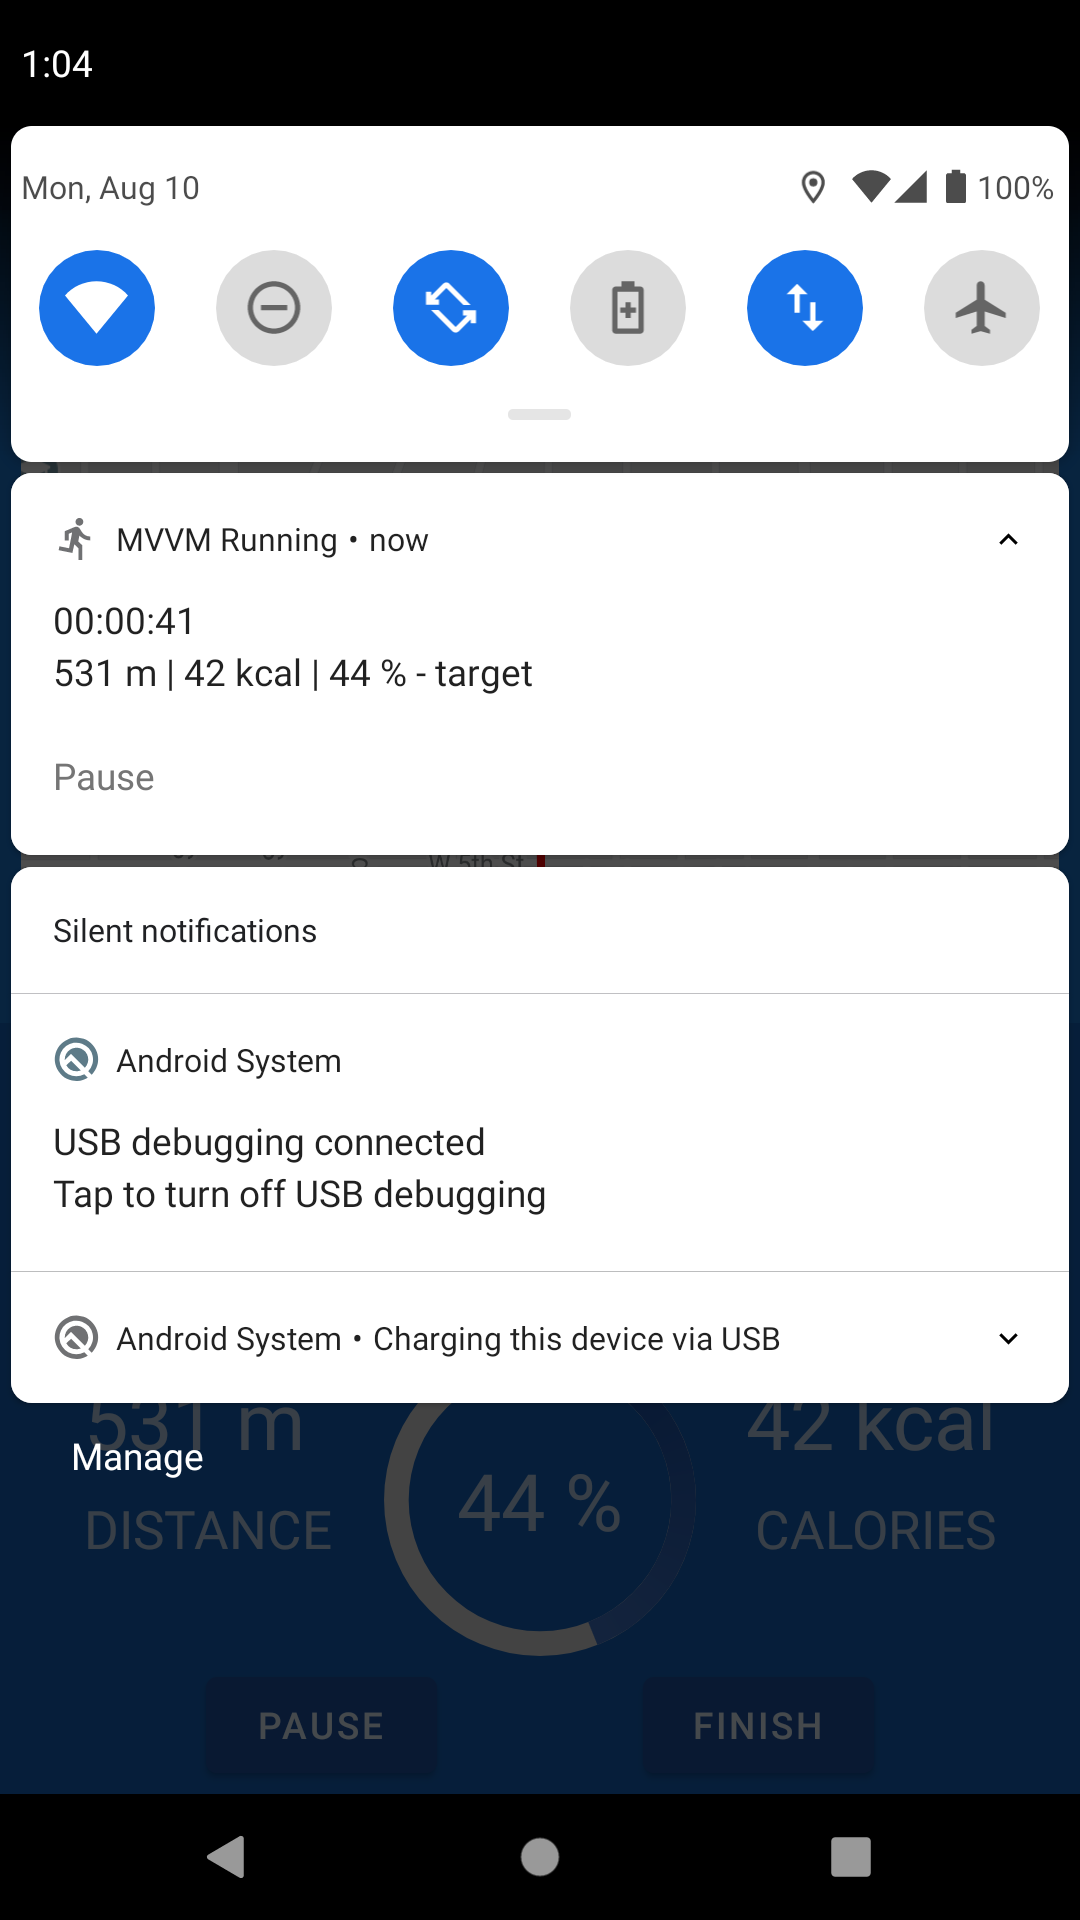 1:04
Mon, Aug 10
100%
MVVM Running • now
00:00:41
531 m | 42 kcal | 44 % - target
Pause
W 5th St
Silent notifications
Android System
USB debugging connected
Tap to turn off USB debugging
Android System • Charging this device via USB
531 m
42 kcal
Manage
44 %
DISTANCE
CALORIES
PAUSE
FINISH